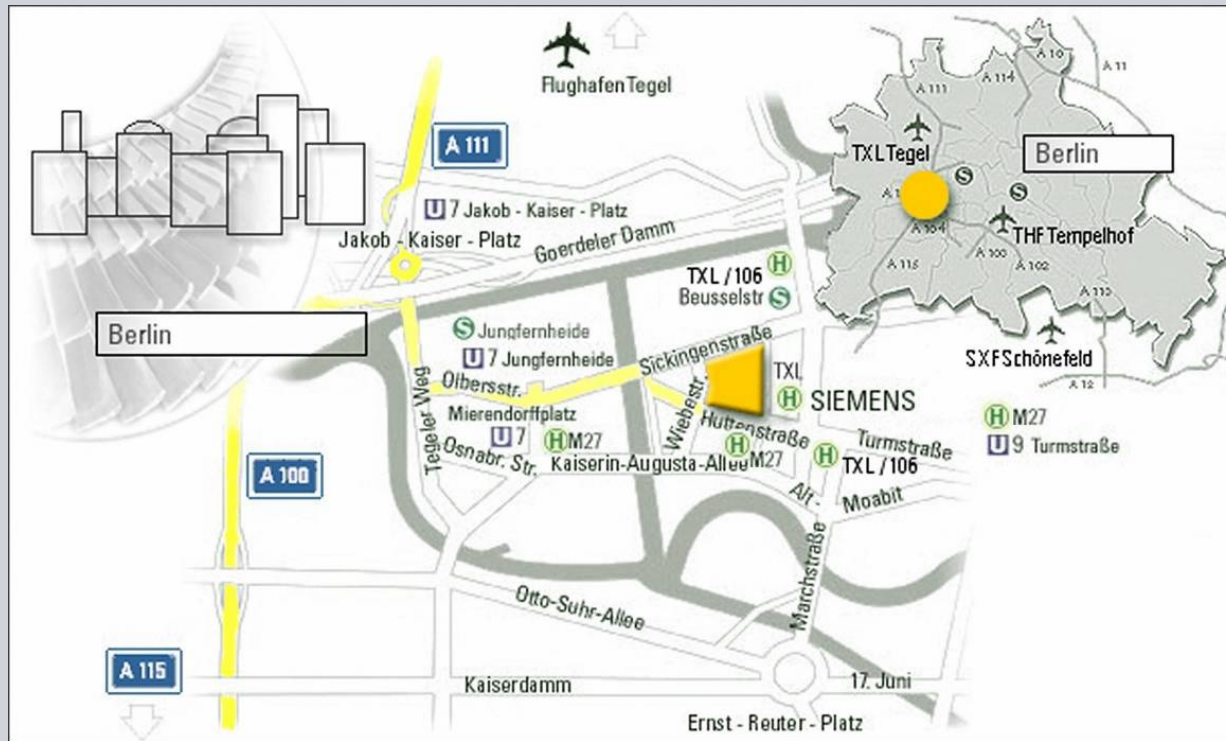 Flughafen Tegel
A 111
U 7 Jakob - Kaiser - Platz
Jakob - Kaiser - Platz
Goerdeler Damm
Berlin
TXL / 106 H
Beusselstr S
S Jungfernheide
U 7 Jungfernheide
Sickingenstraße
Olbersstr.
Tegeler Weg
Mierendorffplatz
U 7
H M27
Osnabr. Str.
Wiebestr.
Huttenstraße
TXL
H SIEMENS
Kaiserin-Augusta-Allee
H M27
Turmstraße
H TXL / 106
Alt -
Moabit
H M27
U 9 Turmstraße
A 100
Otto-Suhr-Allee
Marchstraße
A 115
Kaiserdamm
17. Juni
Ernst - Reuter - Platz
A 10
A 11
A 114
A 111
TXL Tegel
Berlin
S
S
THF Tempelhof
A 115
A 100
A 102
A 12
SXF Schönefeld